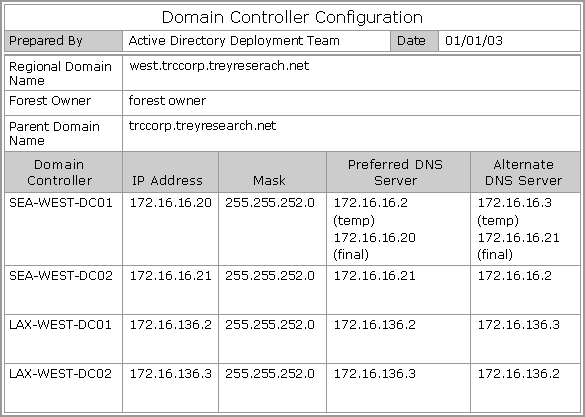 Domain Controller Configuration
Prepared By Active Directory Deployment Team Date 01/01/03
Regional Domain west.trccorp.treyreserach.net
Name
Forest Owner forest owner
Parent Domain trccorp.treyresearch.net
Name
Domain Preferred DNS Alternate
Controller IP Address Mask Server DNS Server
SEA-WEST-DC01 172.16.16.20 255.255.252.0 172.16.16.2 172.16.16.3
(temp) (temp)
172.16.16.20 172.16.16.21
(final) (final)
SEA-WEST-DC02 172.16.16.21 255.255.252.0 172.16.16.21 172.16.16.2
LAX-WEST-DC01 172.16.136.2 255.255.252.0 172.16.136.2 172.16.136.3
LAX-WEST-DC02 172.16.136.3 255.255.252.0 172.16.136.3 172.16.136.2